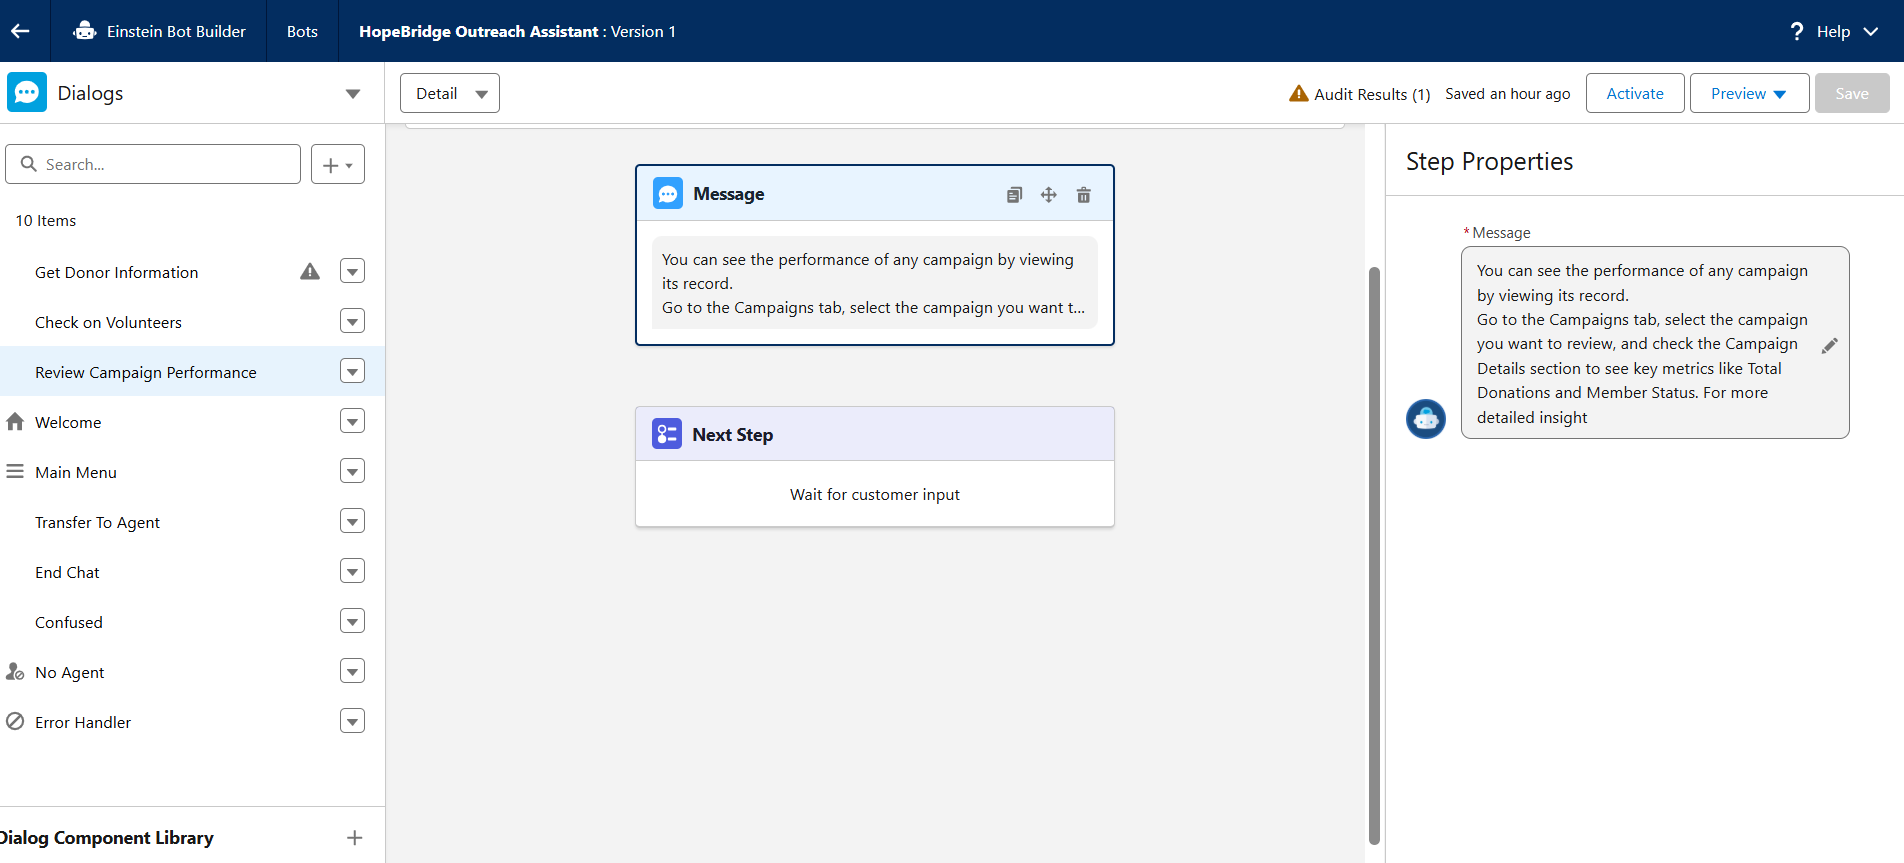 Einstein Bot Builder
Bots
HopeBridge Outreach Assistant : Version 1
? Help
Dialogs
Detail
Audit Results (1)
Saved an hour ago
Activate
Preview
Save
Search...
10 Items
Get Donor Information
Check on Volunteers
Review Campaign Performance
Welcome
Main Menu
Transfer To Agent
End Chat
Confused
No Agent
Error Handler
Dialog Component Library
Message
You can see the performance of any campaign by viewing
its record.
Go to the Campaigns tab, select the campaign you want t...
Next Step
Wait for customer input
Step Properties
* Message
You can see the performance of any campaign
by viewing its record.
Go to the Campaigns tab, select the campaign
you want to review, and check the Campaign
Details section to see key metrics like Total
Donations and Member Status. For more
detailed insight